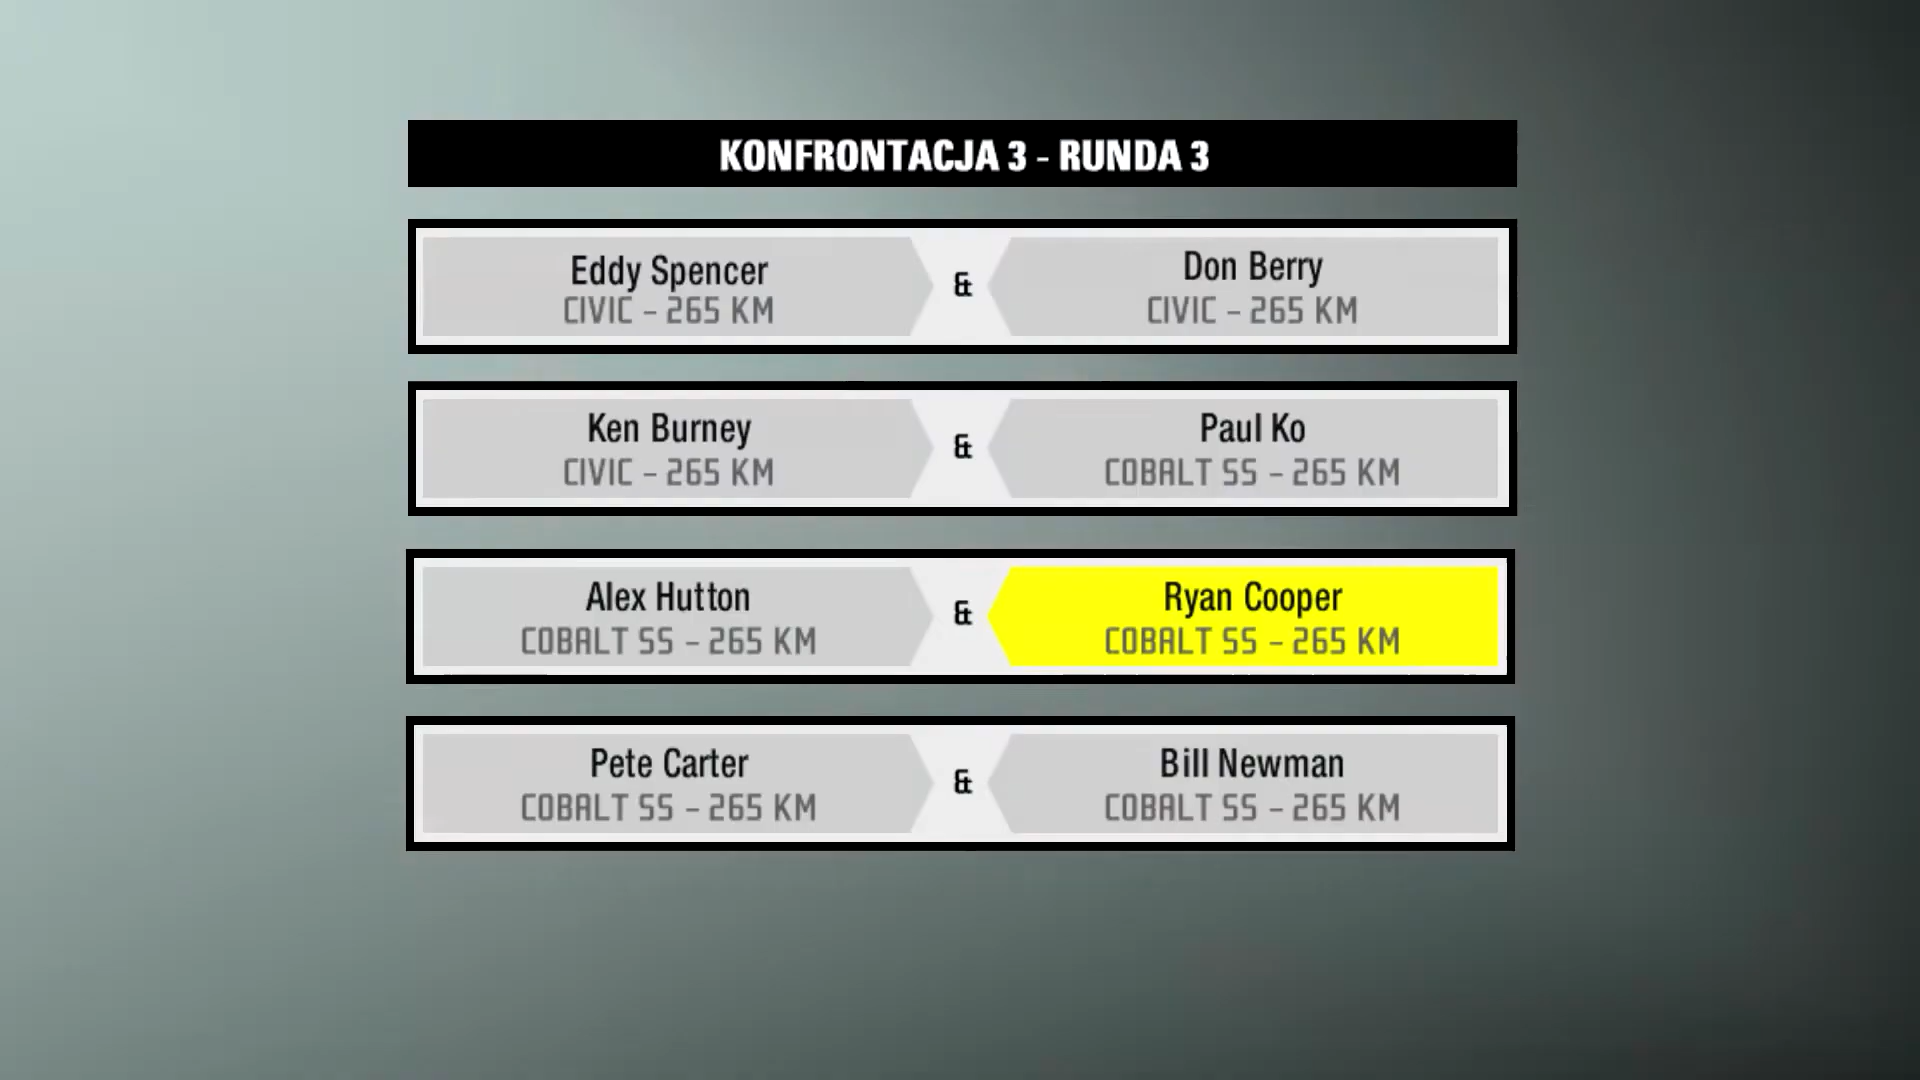 KONFRONTACJA 3 - RUNDA 3
Eddy Spencer
CIVIC - 265 KM
&
Don Berry
CIVIC - 265 KM
Ken Burney
CIVIC - 265 KM
&
Paul Ko
COBALT SS - 265 KM
Alex Hutton
COBALT SS - 265 KM
&
Ryan Cooper
COBALT SS - 265 KM
Pete Carter
COBALT SS - 265 KM
&
Bill Newman
COBALT SS - 265 KM